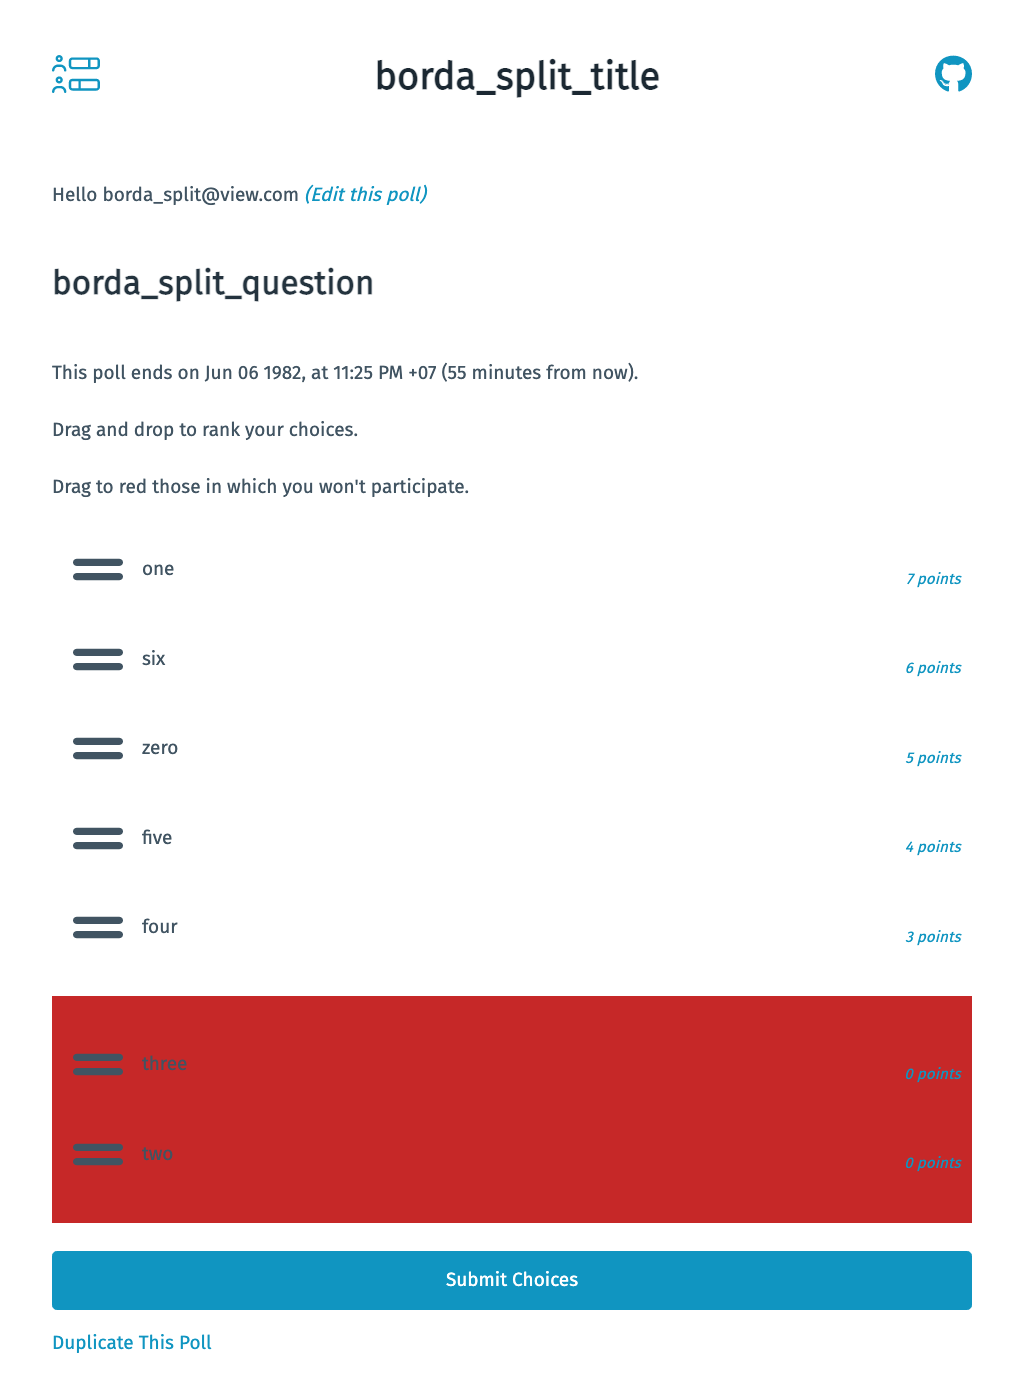 borda_split_title
Hello borda_split@view.com (Edit this poll)
borda_split_question
This poll ends on Jun 06 1982, at 11:25 PM +07 (55 minutes from now).
Drag and drop to rank your choices.
Drag to red those in which you won't participate.
one
7 points
six
6 points
zero
5 points
five
4 points
four
3 points
three
0 points
two
0 points
Submit Choices
Duplicate This Poll